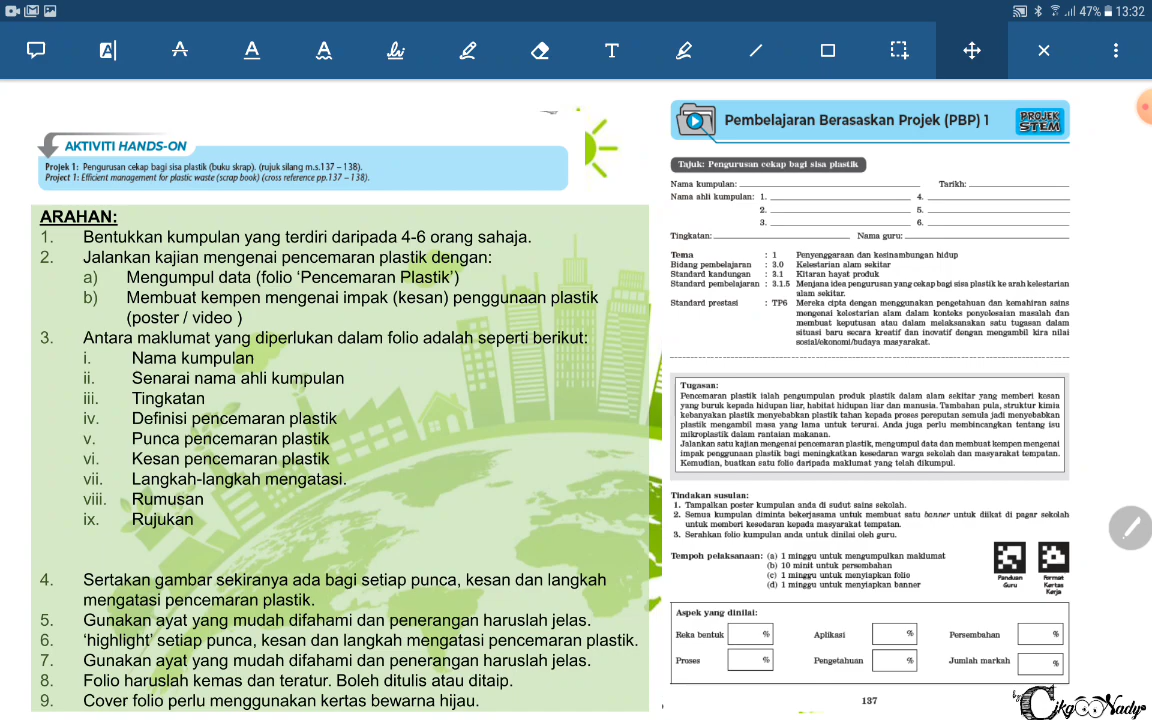 47% 13:32
AKTIVITI HANDS-ON
Projek 1: Pengurusan cekap bagi sisa plastik (buku skrap). (rujuk silang m.s.137 – 138).
Project 1: Efficient management for plastic waste (scrap book) (cross reference pp.137 – 138).
ARAHAN:
1. Bentukkan kumpulan yang terdiri daripada 4-6 orang sahaja.
2. Jalankan kajian mengenai pencemaran plastik dengan:
a) Mengumpul data (folio ‘Pencemaran Plastik’)
b) Membuat kempen mengenai impak (kesan) penggunaan plastik
(poster / video )
3. Antara maklumat yang diperlukan dalam folio adalah seperti berikut:
i. Nama kumpulan
ii. Senarai nama ahli kumpulan
iii. Tingkatan
iv. Definisi pencemaran plastik
v. Punca pencemaran plastik
vi. Kesan pencemaran plastik
vii. Langkah-langkah mengatasi.
viii. Rumusan
ix. Rujukan
4. Sertakan gambar sekiranya ada bagi setiap punca, kesan dan langkah
mengatasi pencemaran plastik.
5. Gunakan ayat yang mudah difahami dan penerangan haruslah jelas.
6. ‘highlight’ setiap punca, kesan dan langkah mengatasi pencemaran plastik.
7. Gunakan ayat yang mudah difahami dan penerangan haruslah jelas.
8. Folio haruslah kemas dan teratur. Boleh ditulis atau ditaip.
9. Cover folio perlu menggunakan kertas bewarna hijau.
Pembelajaran Berasaskan Projek (PBP) 1
PROJEK
STEM
Tajuk: Pengurusan cekap bagi sisa plastik
Nama kumpulan: Tarikh:
Nama ahli kumpulan: 1. 4.
2. 5.
3. 6.
Tingkatan: Nama guru:
Tema : 1 Penyenggaraan dan kesinambungan hidup
Bidang pembelajaran : 3.0 Kelestarian alam sekitar
Standard kandungan : 3.1 Kitaran hayat produk
Standard pembelajaran : 3.1.5 Menjana idea pengurusan yang cekap bagi sisa plastik ke arah kelestarian
alam sekitar.
Standard prestasi : TP6 Mereka cipta dengan menggunakan pengetahuan dan kemahiran sains
mengenai kelestarian alam dalam konteks penyelesaian masalah dan
membuat keputusan atau dalam melaksanakan satu tugasan dalam
situasi baru secara kreatif dan inovatif dengan mengambil kira nilai
sosial/ekonomi/budaya masyarakat.
Tugasan:
Pencemaran plastik ialah pengumpulan produk plastik dalam alam sekitar yang memberi kesan
yang buruk kepada hidupan liar, habitat hidupan liar dan manusia. Tambahan pula, struktur kimia
kebanyakan plastik menyebabkan plastik tahan kepada proses pereputan semula jadi menyebabkan
plastik mengambil masa yang lama untuk terurai. Anda juga perlu membincangkan tentang isu
mikroplastik dalam rantaian makanan.
Jalankan satu kajian mengenai pencemaran plastik, mengumpul data dan membuat kempen mengenai
impak penggunaan plastik bagi meningkatkan kesedaran warga sekolah dan masyarakat tempatan.
Kemudian, buatkan satu folio daripada maklumat yang telah dikumpul.
Tindakan susulan:
1. Tampalkan poster kumpulan anda di sudut sains sekolah.
2. Semua kumpulan diminta bekerjasama untuk membuat satu banner untuk diikat di pagar sekolah
untuk memberi kesedaran kepada masyarakat tempatan.
3. Serahkan folio kumpulan anda untuk dinilai oleh guru.
Tempoh pelaksanaan: (a) 1 minggu untuk mengumpulkan maklumat
(b) 10 minit untuk persembahan
(c) 1 minggu untuk menyiapkan folio
(d) 1 minggu untuk menyiapkan banner
Panduan
Guru
Format
Kertas
Kerja
Aspek yang dinilai:
Reka bentuk % Aplikasi % Persembahan %
Proses % Pengetahuan % Jumlah markah %
137
by CikgOO Nady